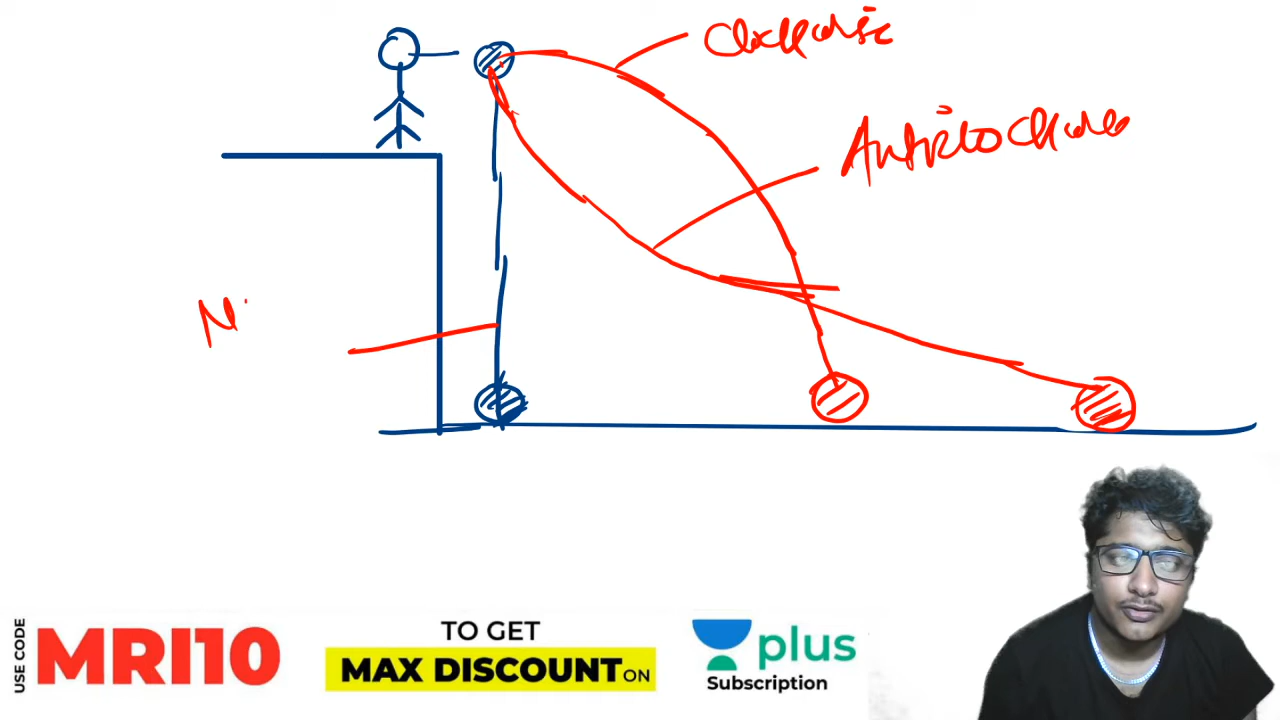 Clockwise
Anticlockwise
N
USE CODE
MRI10
TO GET
MAX DISCOUNT ON
plus
Subscription